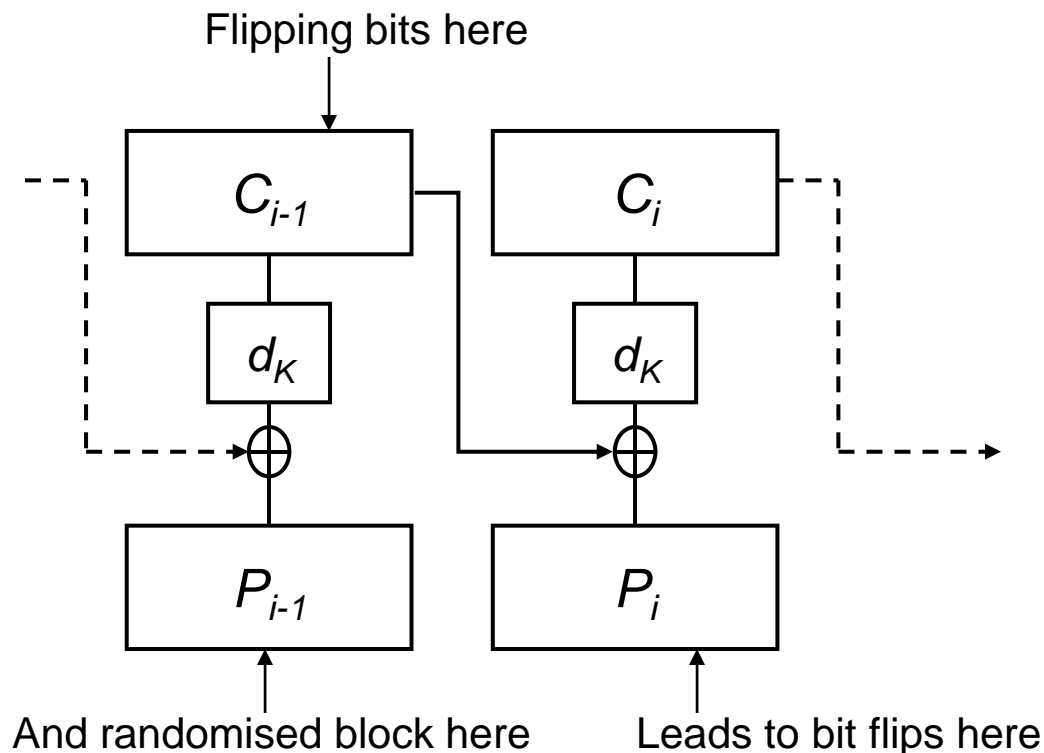 Flipping bits here
C_{i-1}
C_i
d_K
d_K
P_{i-1}
P_i
And randomised block here
Leads to bit flips here